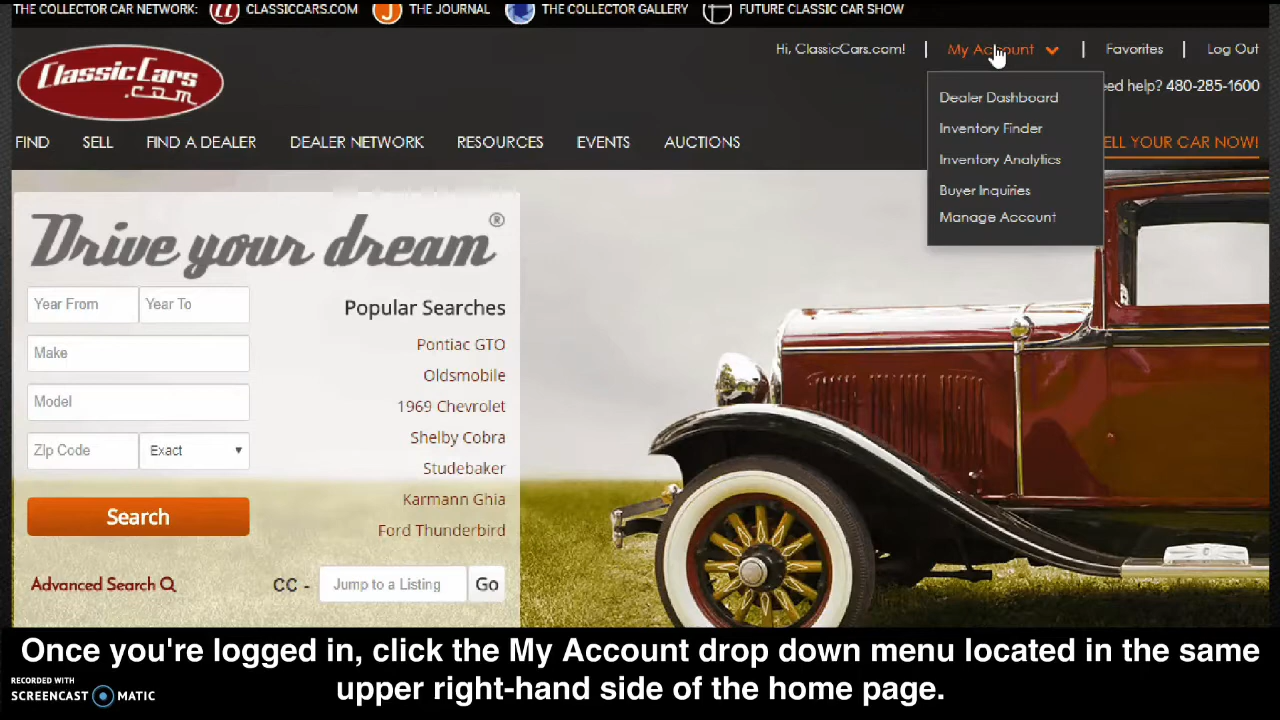 THE COLLECTOR CAR NETWORK: CLASSICCARS.COM THE JOURNAL THE COLLECTOR GALLERY FUTURE CLASSIC CAR SHOW
Hi, ClassicCars.com! | My Account | Favorites | Log Out
ClassicCars
.com
need help? 480-285-1600
Dealer Dashboard
Inventory Finder
Inventory Analytics
Buyer Inquiries
Manage Account
FIND SELL FIND A DEALER DEALER NETWORK RESOURCES EVENTS AUCTIONS ELL YOUR CAR NOW!
Drive your dream®
Year From Year To
Make
Model
Zip Code Exact
Search
Advanced Search
Popular Searches
Pontiac GTO
Oldsmobile
1969 Chevrolet
Shelby Cobra
Studebaker
Karmann Ghia
Ford Thunderbird
CC - Jump to a Listing Go
Once you're logged in, click the My Account drop down menu located in the same
upper right-hand side of the home page.
RECORDED WITH
SCREENCAST MATIC